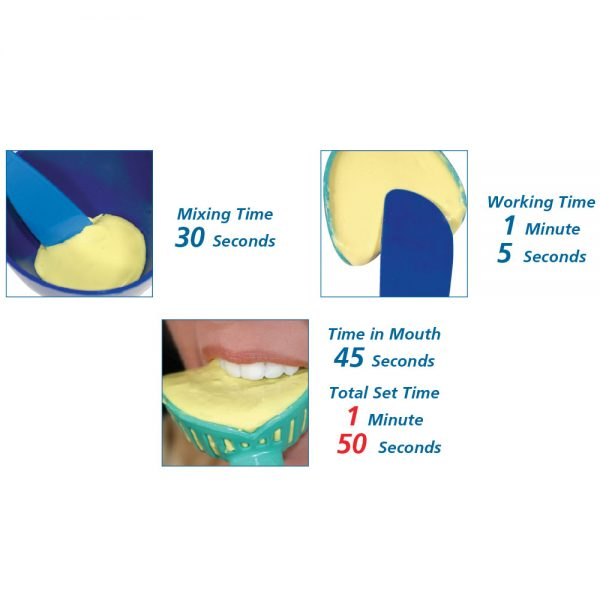 Mixing Time
30 Seconds
Working Time
1 Minute
5 Seconds
Time in Mouth
45 Seconds
Total Set Time
1 Minute
50 Seconds